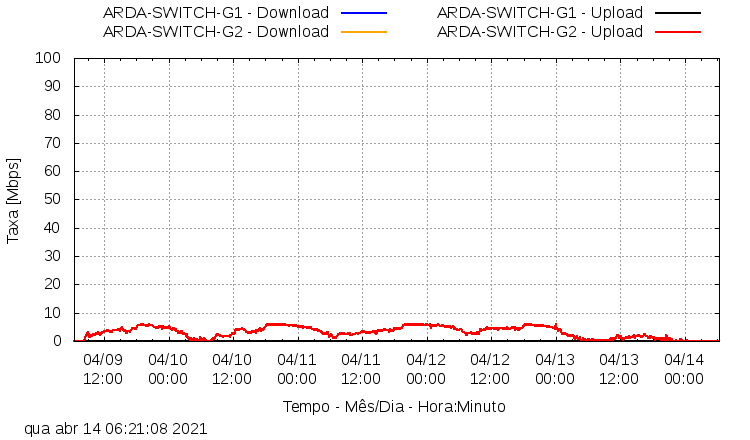 ARDA-SWITCH-G1 - Download
ARDA-SWITCH-G1 - Upload
ARDA-SWITCH-G2 - Download
ARDA-SWITCH-G2 - Upload
100
90
80
70
60
50
40
30
20
10
0
Taxa [Mbps]
04/09 04/10 04/10 04/11 04/11 04/12 04/12 04/13 04/13 04/14
12:00 00:00 12:00 00:00 12:00 00:00 12:00 00:00 12:00 00:00
Tempo - Mês/Dia - Hora:Minuto
qua abr 14 06:21:08 2021